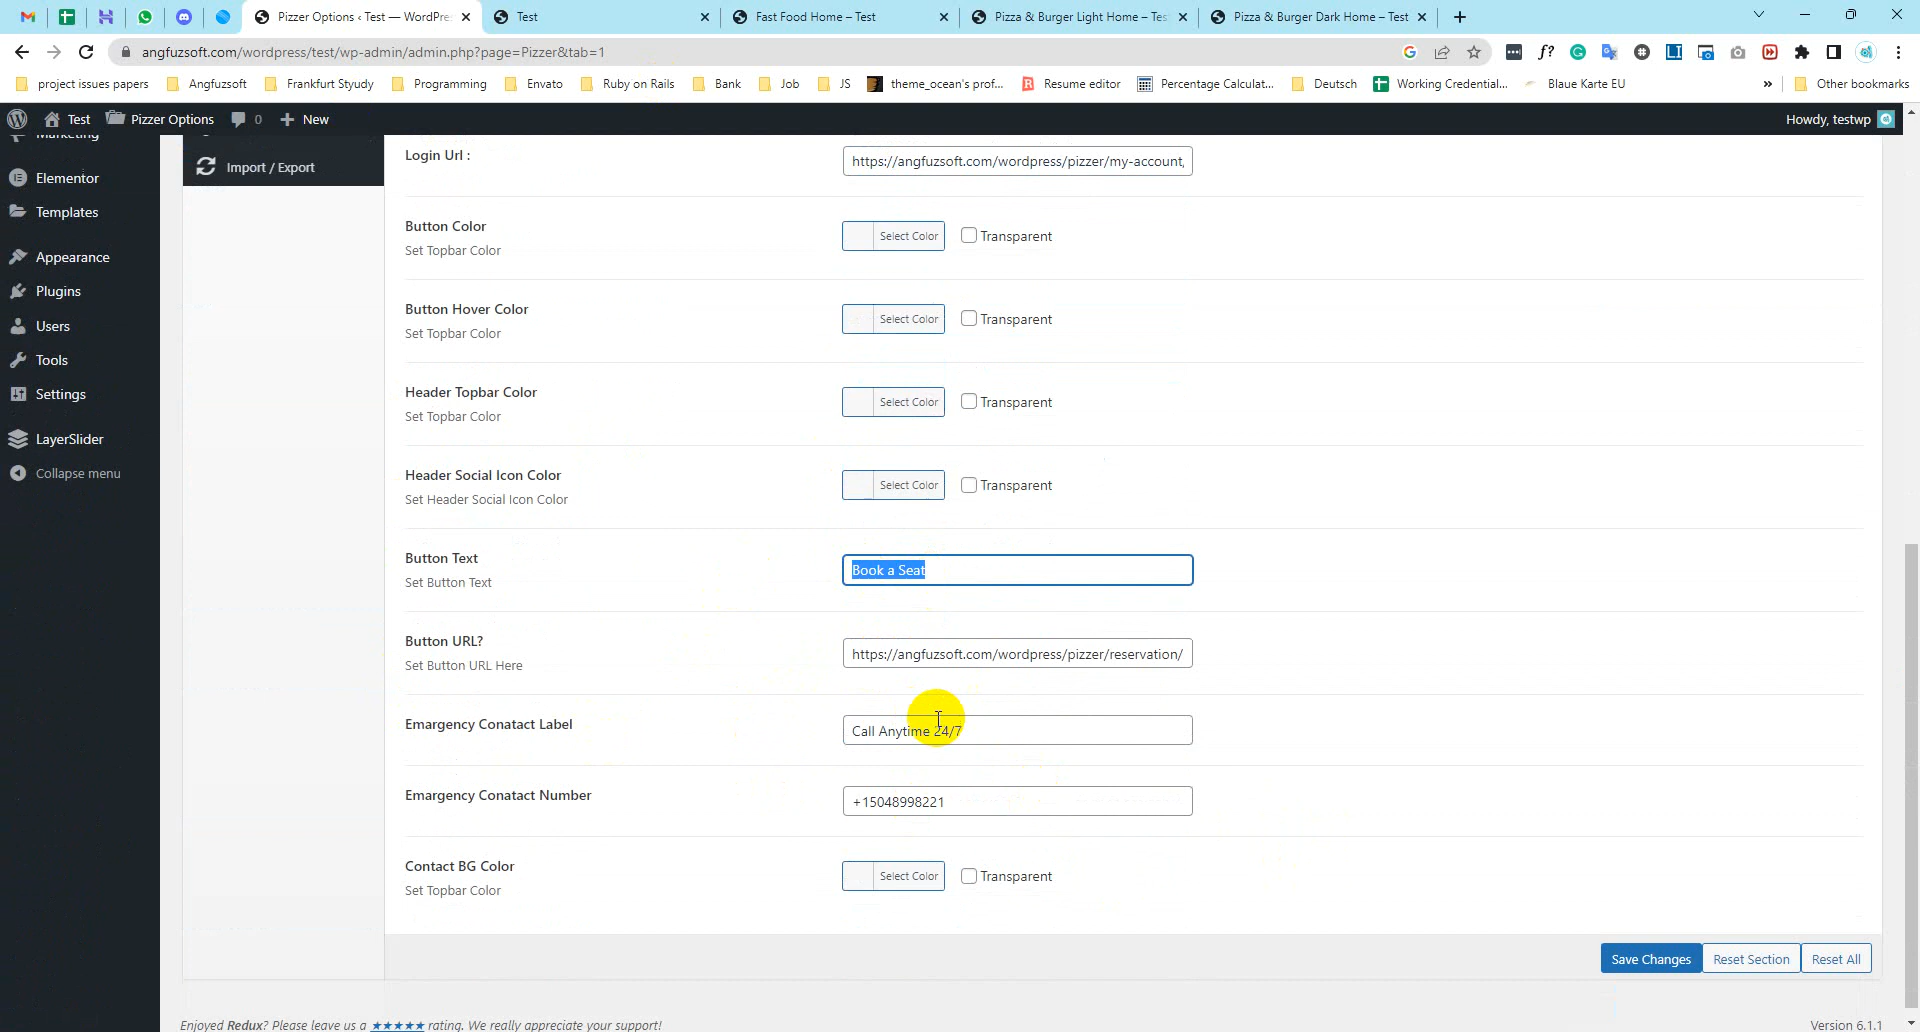 Pizzer Options ‹ Test — WordPre
Test
Fast Food Home – Test
Pizza & Burger Light Home – Tes
Pizza & Burger Dark Home – Test
angfuzsoft.com/wordpress/test/wp-admin/admin.php?page=Pizzer&tab=1
project issues papers
Angfuzsoft
Frankfurt Styudy
Programming
Envato
Ruby on Rails
Bank
Job
JS
theme_ocean's prof...
Resume editor
Percentage Calculat...
Deutsch
Working Credential...
Blaue Karte EU
»
Other bookmarks
Test
Pizzer Options
0
New
Howdy, testwp
Marketing
Elementor
Templates
Appearance
Plugins
Users
Tools
Settings
LayerSlider
Collapse menu
Import / Export
Login Url :
https://angfuzsoft.com/wordpress/pizzer/my-account,
Button Color
Set Topbar Color
Select Color
Transparent
Button Hover Color
Set Topbar Color
Select Color
Transparent
Header Topbar Color
Set Topbar Color
Select Color
Transparent
Header Social Icon Color
Set Header Social Icon Color
Select Color
Transparent
Button Text
Set Button Text
Book a Seat
Button URL?
Set Button URL Here
https://angfuzsoft.com/wordpress/pizzer/reservation/
Emargency Conatact Label
Call Anytime 24/7
Emargency Conatact Number
+15048998221
Contact BG Color
Set Topbar Color
Select Color
Transparent
Save Changes
Reset Section
Reset All
Enjoyed Redux? Please leave us a ★★★★★ rating. We really appreciate your support!
Version 6.1.1